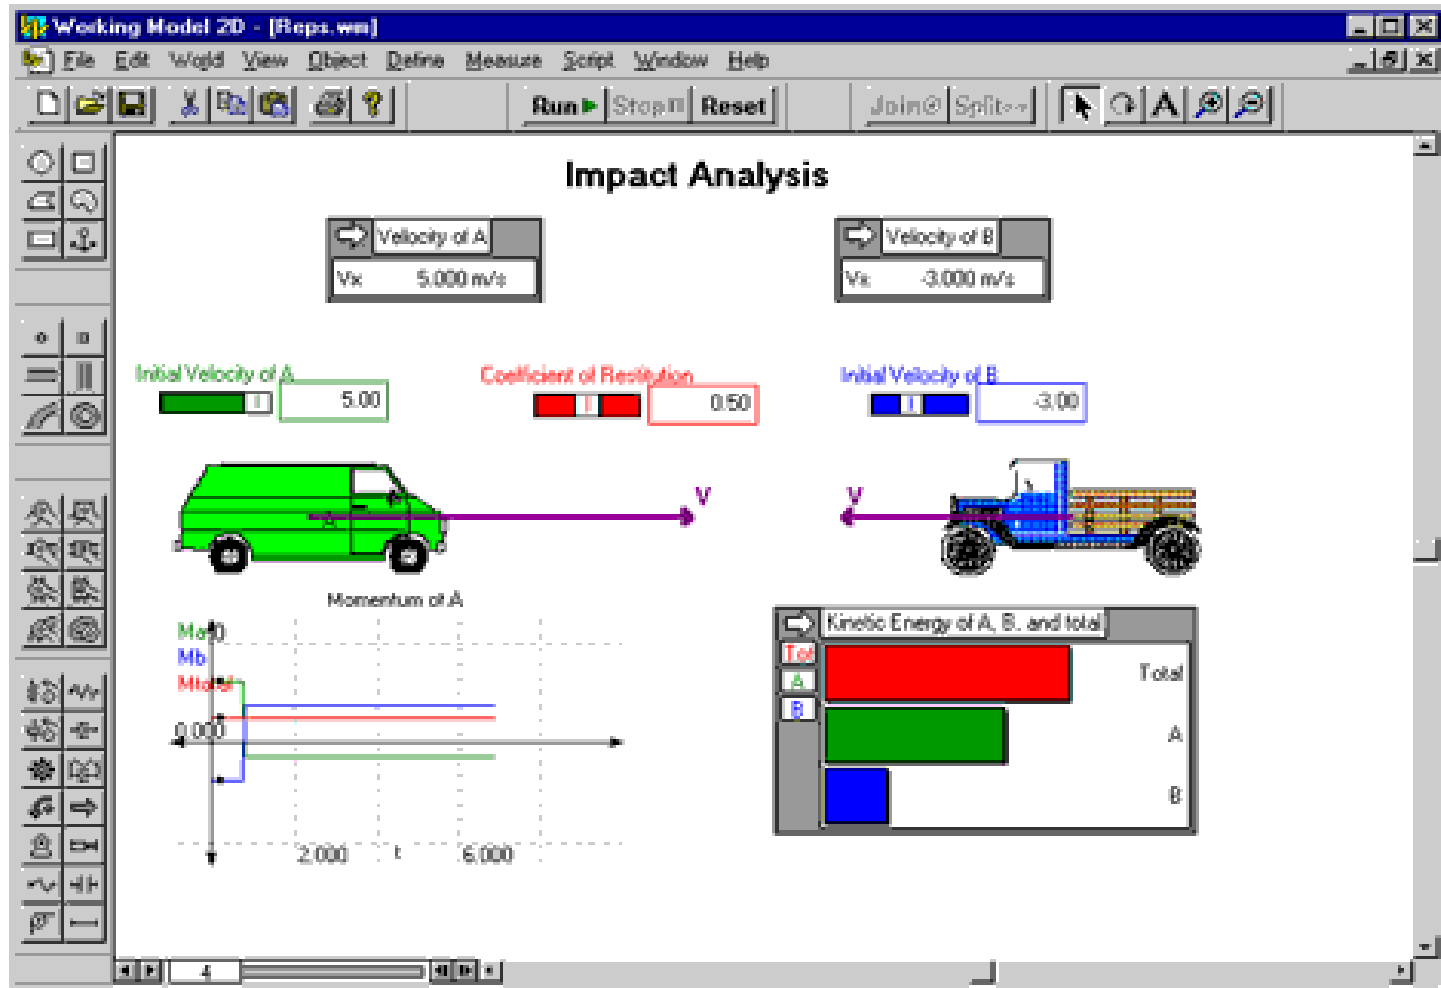 Working Model 2D - [Reps.wm]
File Edit World View Object Define Measure Script Window Help
Run Stop Reset Join Split A
Impact Analysis
Velocity of A
Vx 5.000 m/s
Velocity of B
Vx -3.000 m/s
Initial Velocity of A
5.00
Coefficient of Restitution
0.50
Initial Velocity of B
-3.00
V
V
Momentum of A
Ma
Mb
Mtotal
0.000
2.000 t 6.000
Kinetic Energy of A, B. and total
Tot
A
B
Total
A
B
4